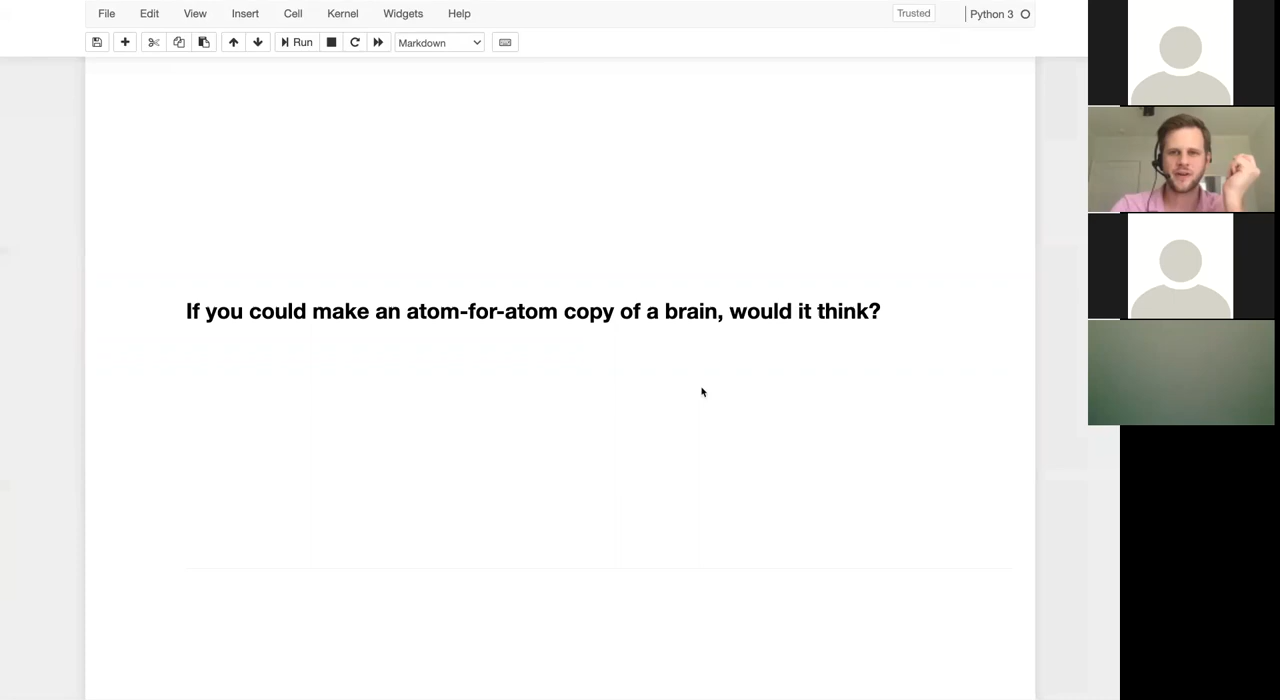 File Edit View Insert Cell Kernel Widgets Help Trusted Python 3
Run Markdown
If you could make an atom-for-atom copy of a brain, would it think?